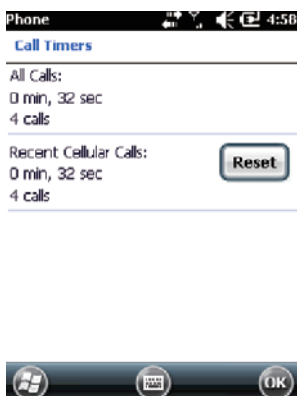 Phone 4:58
Call Timers
All Calls:
0 min, 32 sec
4 calls
Recent Cellular Calls:
0 min, 32 sec
4 calls
Reset
OK